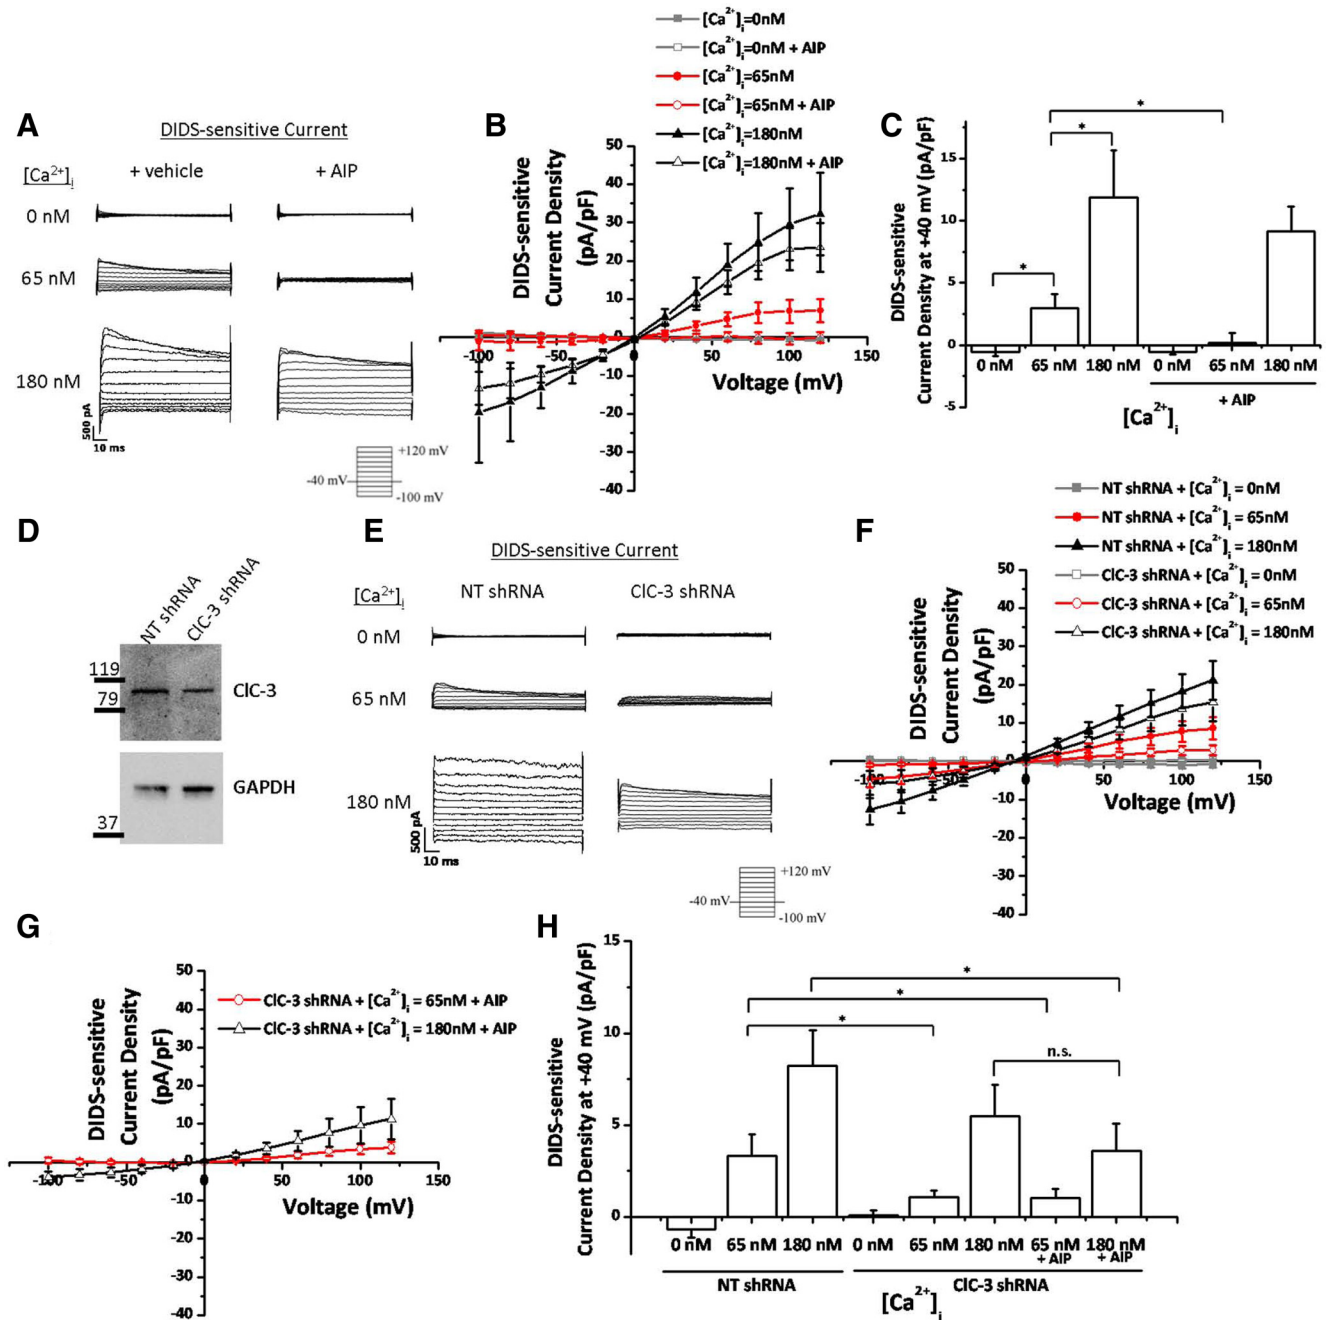 A
DIDS-sensitive Current
[Ca2+]i
+ vehicle
+ AIP
0 nM
65 nM
180 nM
500 pA
10 ms
+120 mV
-40 mV
-100 mV
B
[Ca2+]i=0nM
[Ca2+]i=0nM + AIP
[Ca2+]i=65nM
[Ca2+]i=65nM + AIP
[Ca2+]i=180nM
[Ca2+]i=180nM + AIP
DIDS-sensitive
Current Density
(pA/pF)
50
40
30
20
10
0
-10
-20
-30
-40
-100
-50
0
50
100
150
Voltage (mV)
C
DIDS-sensitive
Current Density at +40 mV (pA/pF)
15
10
5
0
-5
*
*
*
0 nM
65 nM
180 nM
0 nM
65 nM
180 nM
+ AIP
[Ca2+]i
D
NT shRNA
ClC-3 shRNA
119
79
ClC-3
GAPDH
37
E
DIDS-sensitive Current
[Ca2+]i
NT shRNA
ClC-3 shRNA
0 nM
65 nM
180 nM
500 pA
10 ms
+120 mV
-40 mV
-100 mV
F
NT shRNA + [Ca2+]i = 0nM
NT shRNA + [Ca2+]i = 65nM
NT shRNA + [Ca2+]i = 180nM
ClC-3 shRNA + [Ca2+]i = 0nM
ClC-3 shRNA + [Ca2+]i = 65nM
ClC-3 shRNA + [Ca2+]i = 180nM
DIDS-sensitive
Current Density
(pA/pF)
50
40
30
20
10
0
-10
-20
-30
-40
-100
0
50
100
150
Voltage (mV)
G
ClC-3 shRNA + [Ca2+]i = 65nM + AIP
ClC-3 shRNA + [Ca2+]i = 180nM + AIP
DIDS-sensitive
Current Density
(pA/pF)
50
40
30
20
10
0
-10
-20
-30
-40
-100
-50
0
50
100
150
Voltage (mV)
H
DIDS-sensitive
Current Density at +40 mV (pA/pF)
15
10
5
0
*
*
*
n.s.
0 nM
65 nM
180 nM
0 nM
65 nM
180 nM
65 nM
+ AIP
180 nM
+ AIP
NT shRNA
ClC-3 shRNA
[Ca2+]i